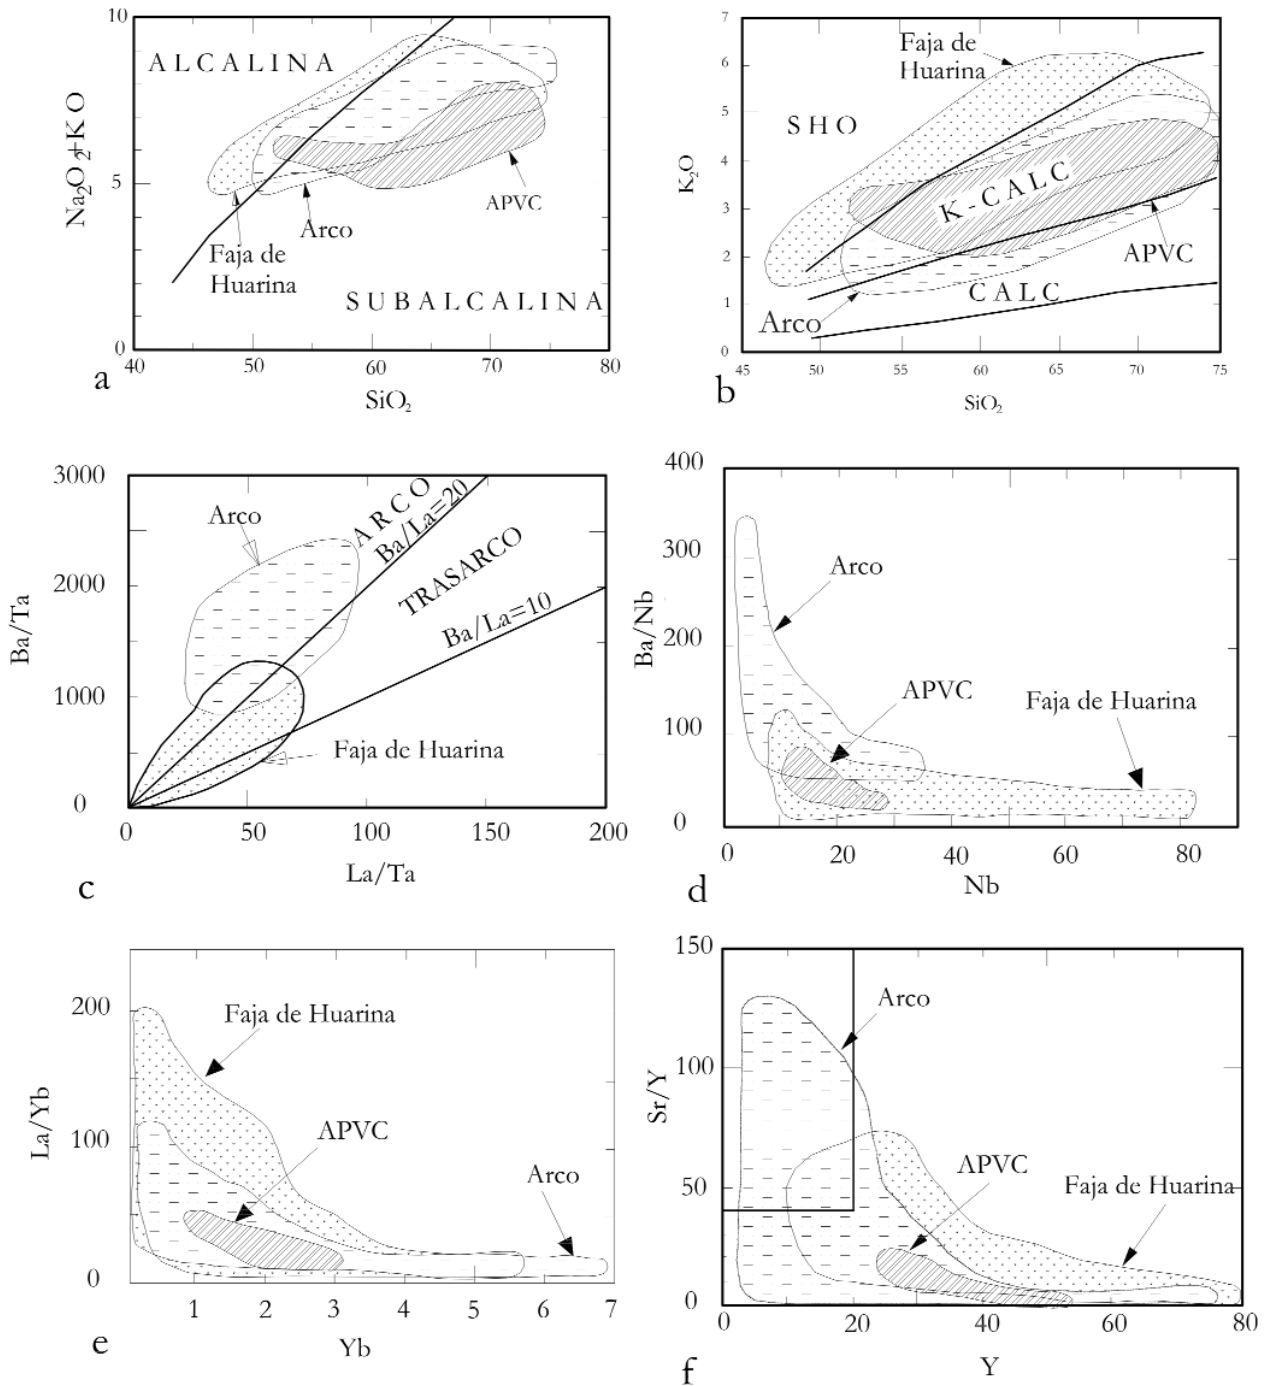 10
5
0
Na2O2+KO
ALCALINA
SUBALCALINA
Faja de
Huarina
Arco
APVC
40
50
60
70
80
SiO2
a
7
6
5
4
3
2
1
0
K2O
SHO
Faja de
Huarina
K-CALC
CALC
APVC
Arco
45
50
55
60
65
70
75
SiO2
b
3000
2000
1000
0
Ba/Ta
Arco
ARCO
Ba/La=20
TRASARCO
Ba/La=10
Faja de Huarina
0
50
100
150
200
La/Ta
c
400
300
200
100
0
Ba/Nb
Arco
APVC
Faja de Huarina
0
20
40
60
80
Nb
d
200
100
0
La/Yb
Faja de Huarina
APVC
Arco
1
2
3
4
5
6
7
Yb
e
150
100
50
0
Sr/Y
Arco
APVC
Faja de Huarina
0
20
40
60
80
Y
f